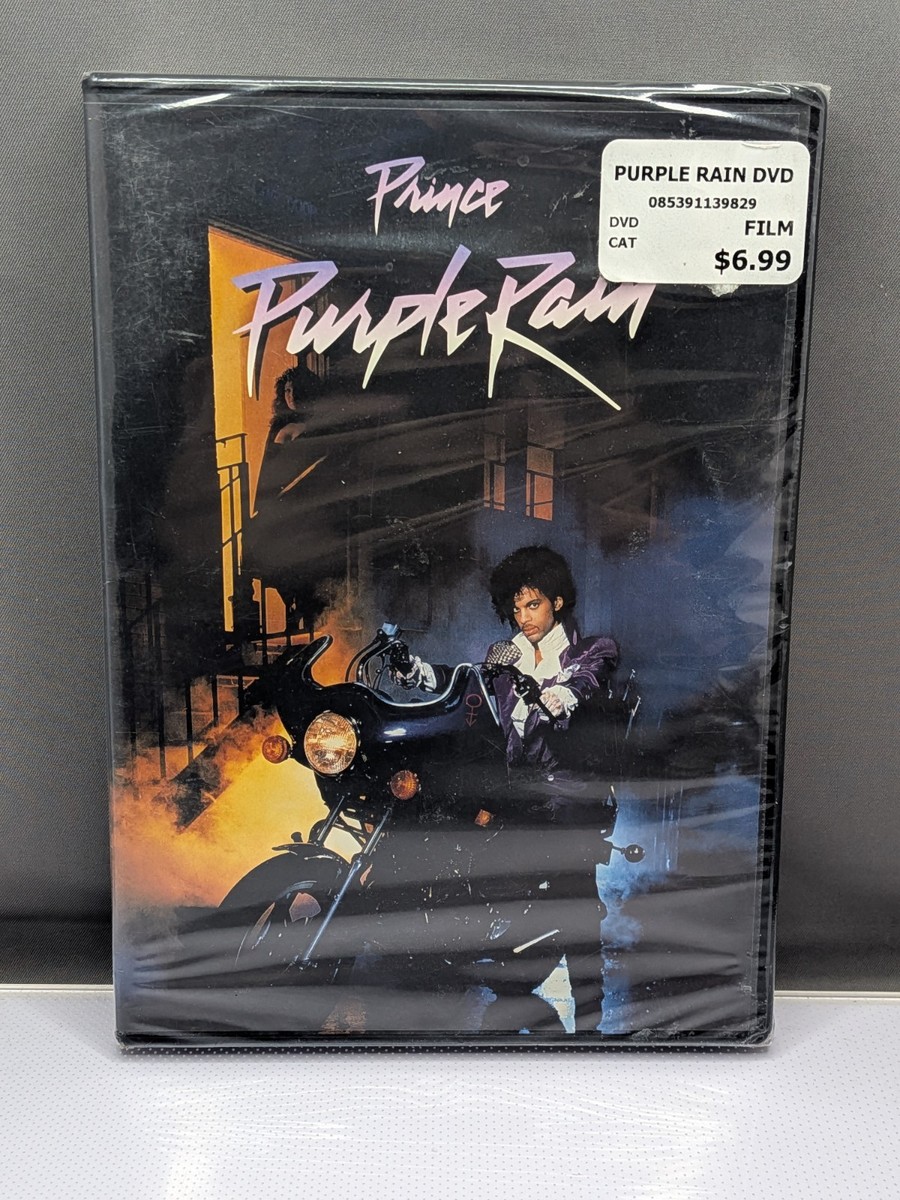 Prince
Purple Rain
PURPLE RAIN DVD
085391139829
DVD FILM
CAT
$6.99